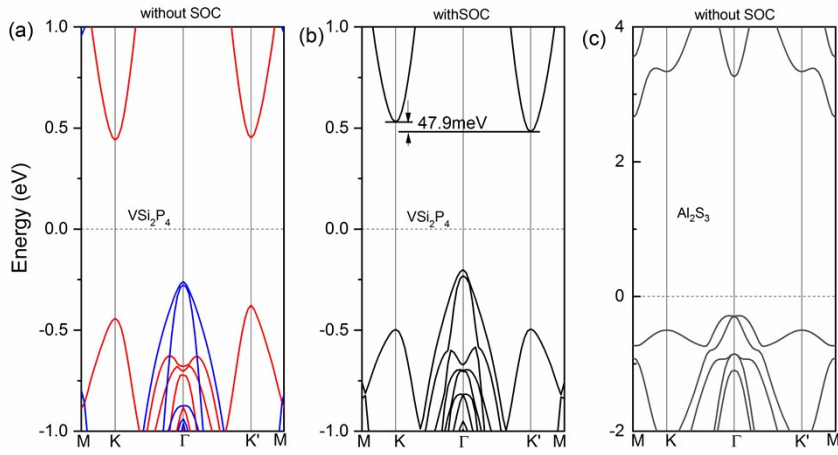 (a)
without SOC
1.0
0.5
0.0
-0.5
-1.0
Energy (eV)
VSi₂P₄
M
K
Γ
K'
M
(b)
withSOC
1.0
0.5
0.0
-0.5
-1.0
47.9meV
VSi₂P₄
M
K
Γ
K'
M
(c)
without SOC
4
2
0
-2
Al₂S₃
M
K
Γ
K'
M